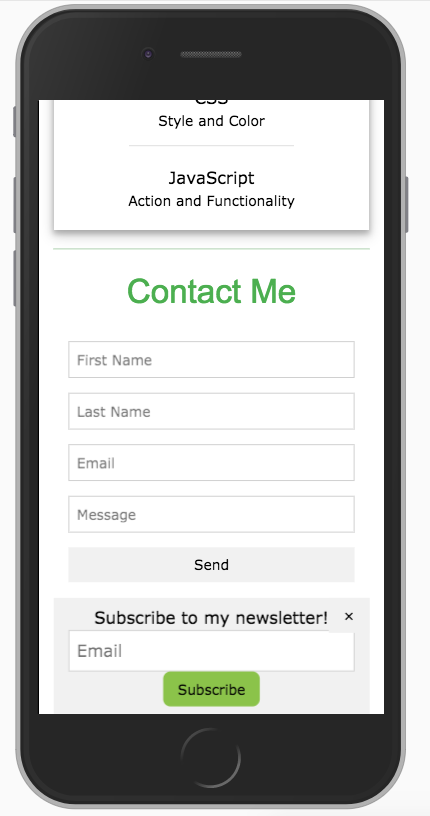 CSS
Style and Color
JavaScript
Action and Functionality
Contact Me
First Name
Last Name
Email
Message
Send
Subscribe to my newsletter! ×
Email
Subscribe